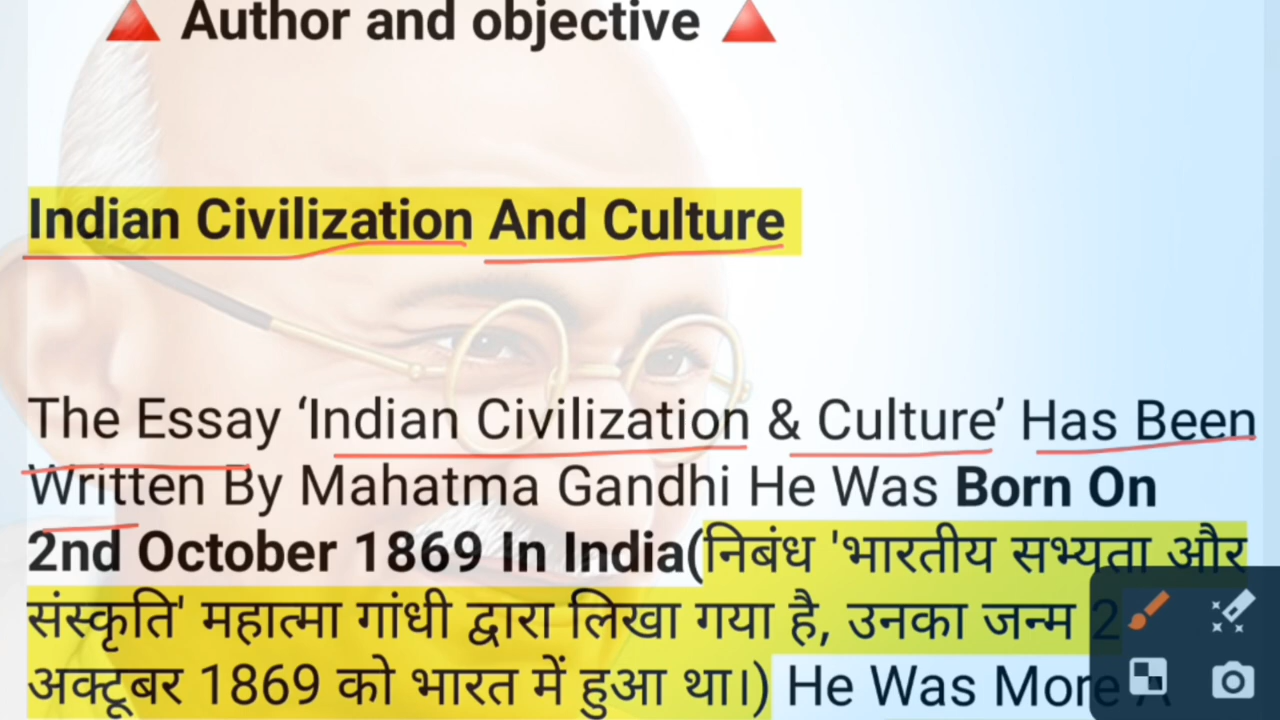 Author and objective
Indian Civilization And Culture
The Essay ‘Indian Civilization & Culture’ Has Been
Written By Mahatma Gandhi He Was Born On
2nd October 1869 In India(निबंध 'भारतीय सभ्यता और
संस्कृति' महात्मा गांधी द्वारा लिखा गया है, उनका जन्म 2
अक्टूबर 1869 को भारत में हुआ था।) He Was More A